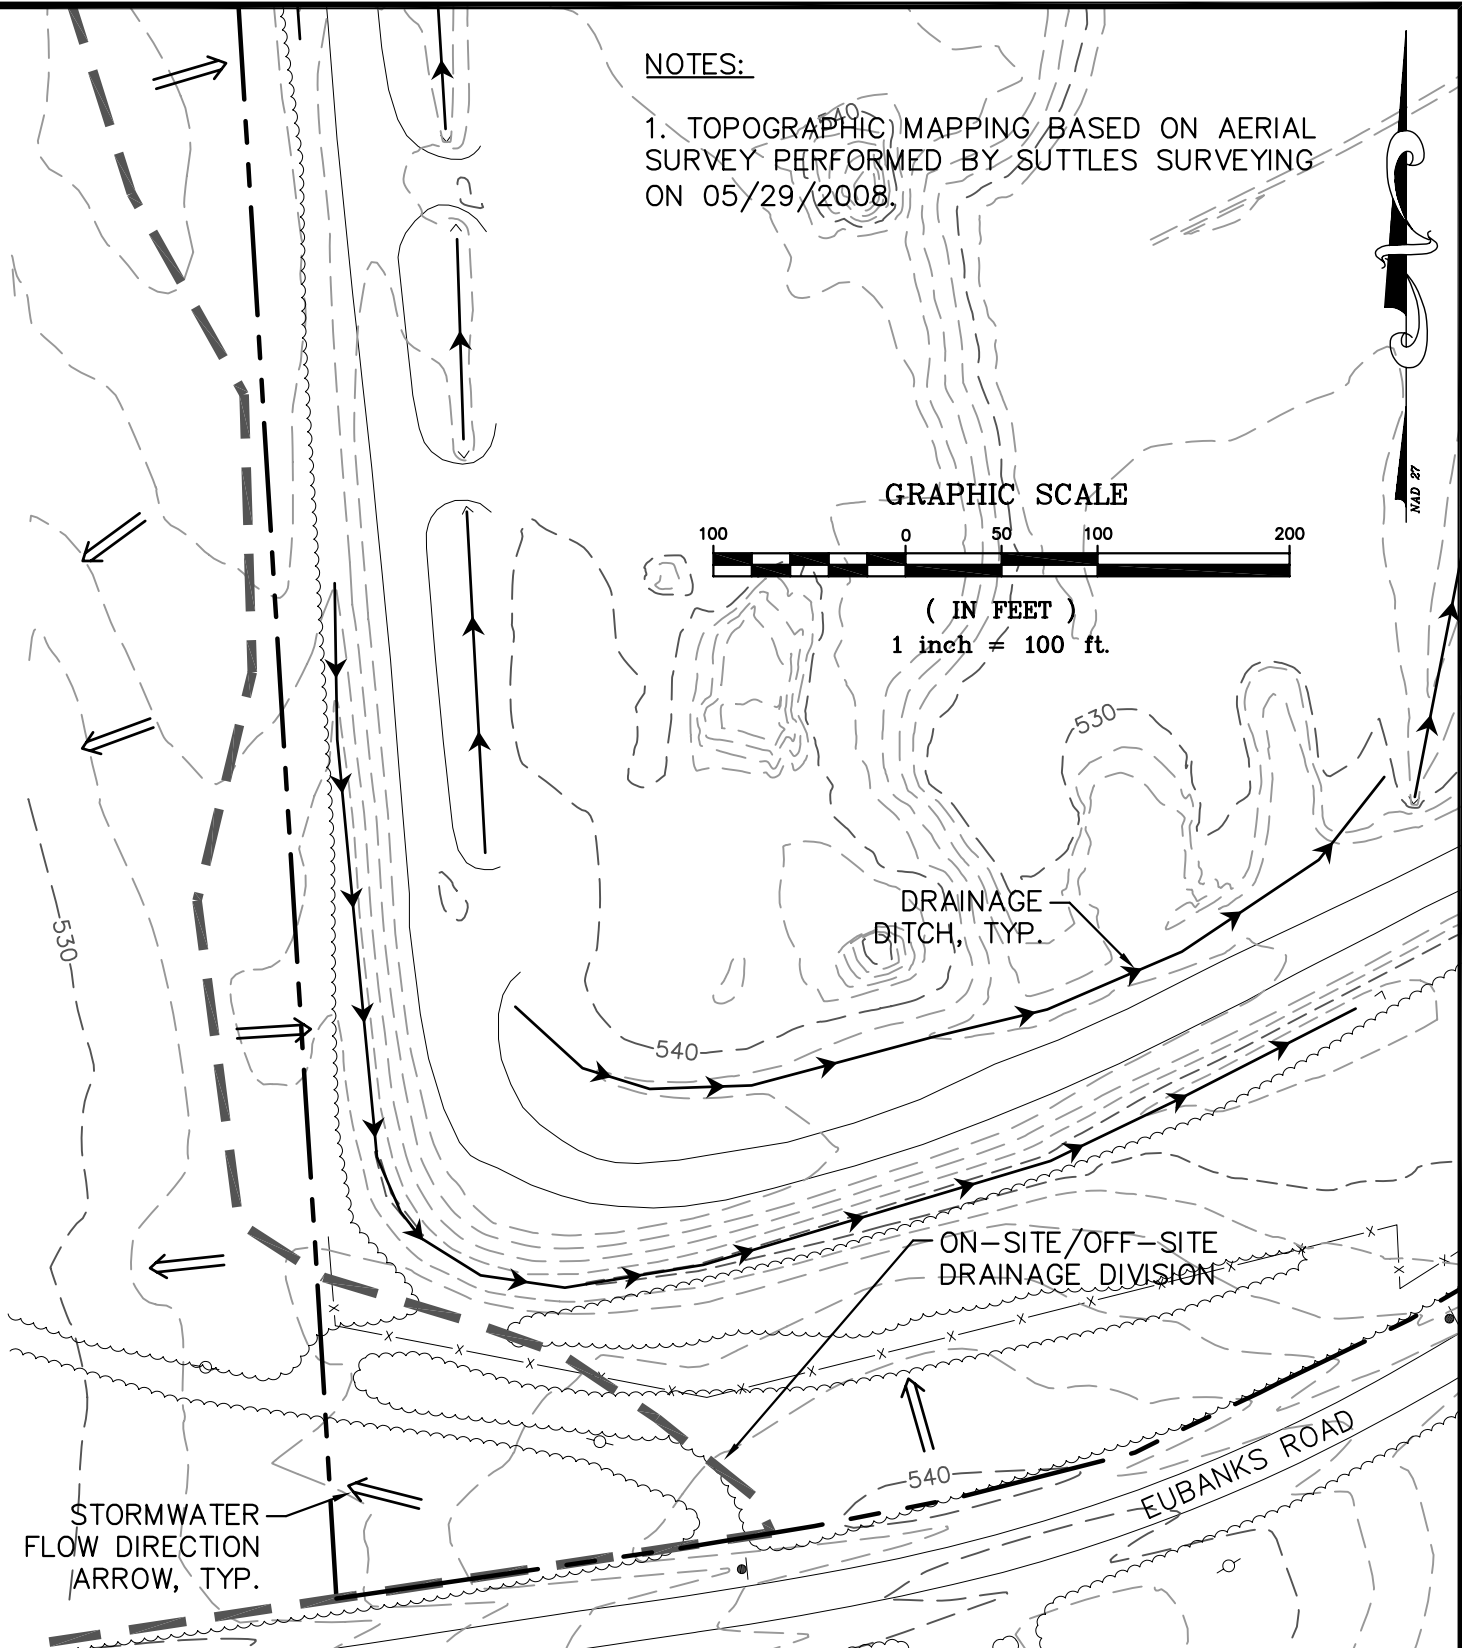 NOTES:
1. TOPOGRAPHIC MAPPING BASED ON AERIAL
SURVEY PERFORMED BY SUTTLES SURVEYING
ON 05/29/2008.
540
NAD 27
GRAPHIC SCALE
100 0 50 100 200
( IN FEET )
1 inch = 100 ft.
530
DRAINAGE
DITCH, TYP.
530
540
ON-SITE/OFF-SITE
DRAINAGE DIVISION
540
EUBANKS ROAD
STORMWATER
FLOW DIRECTION
ARROW, TYP.